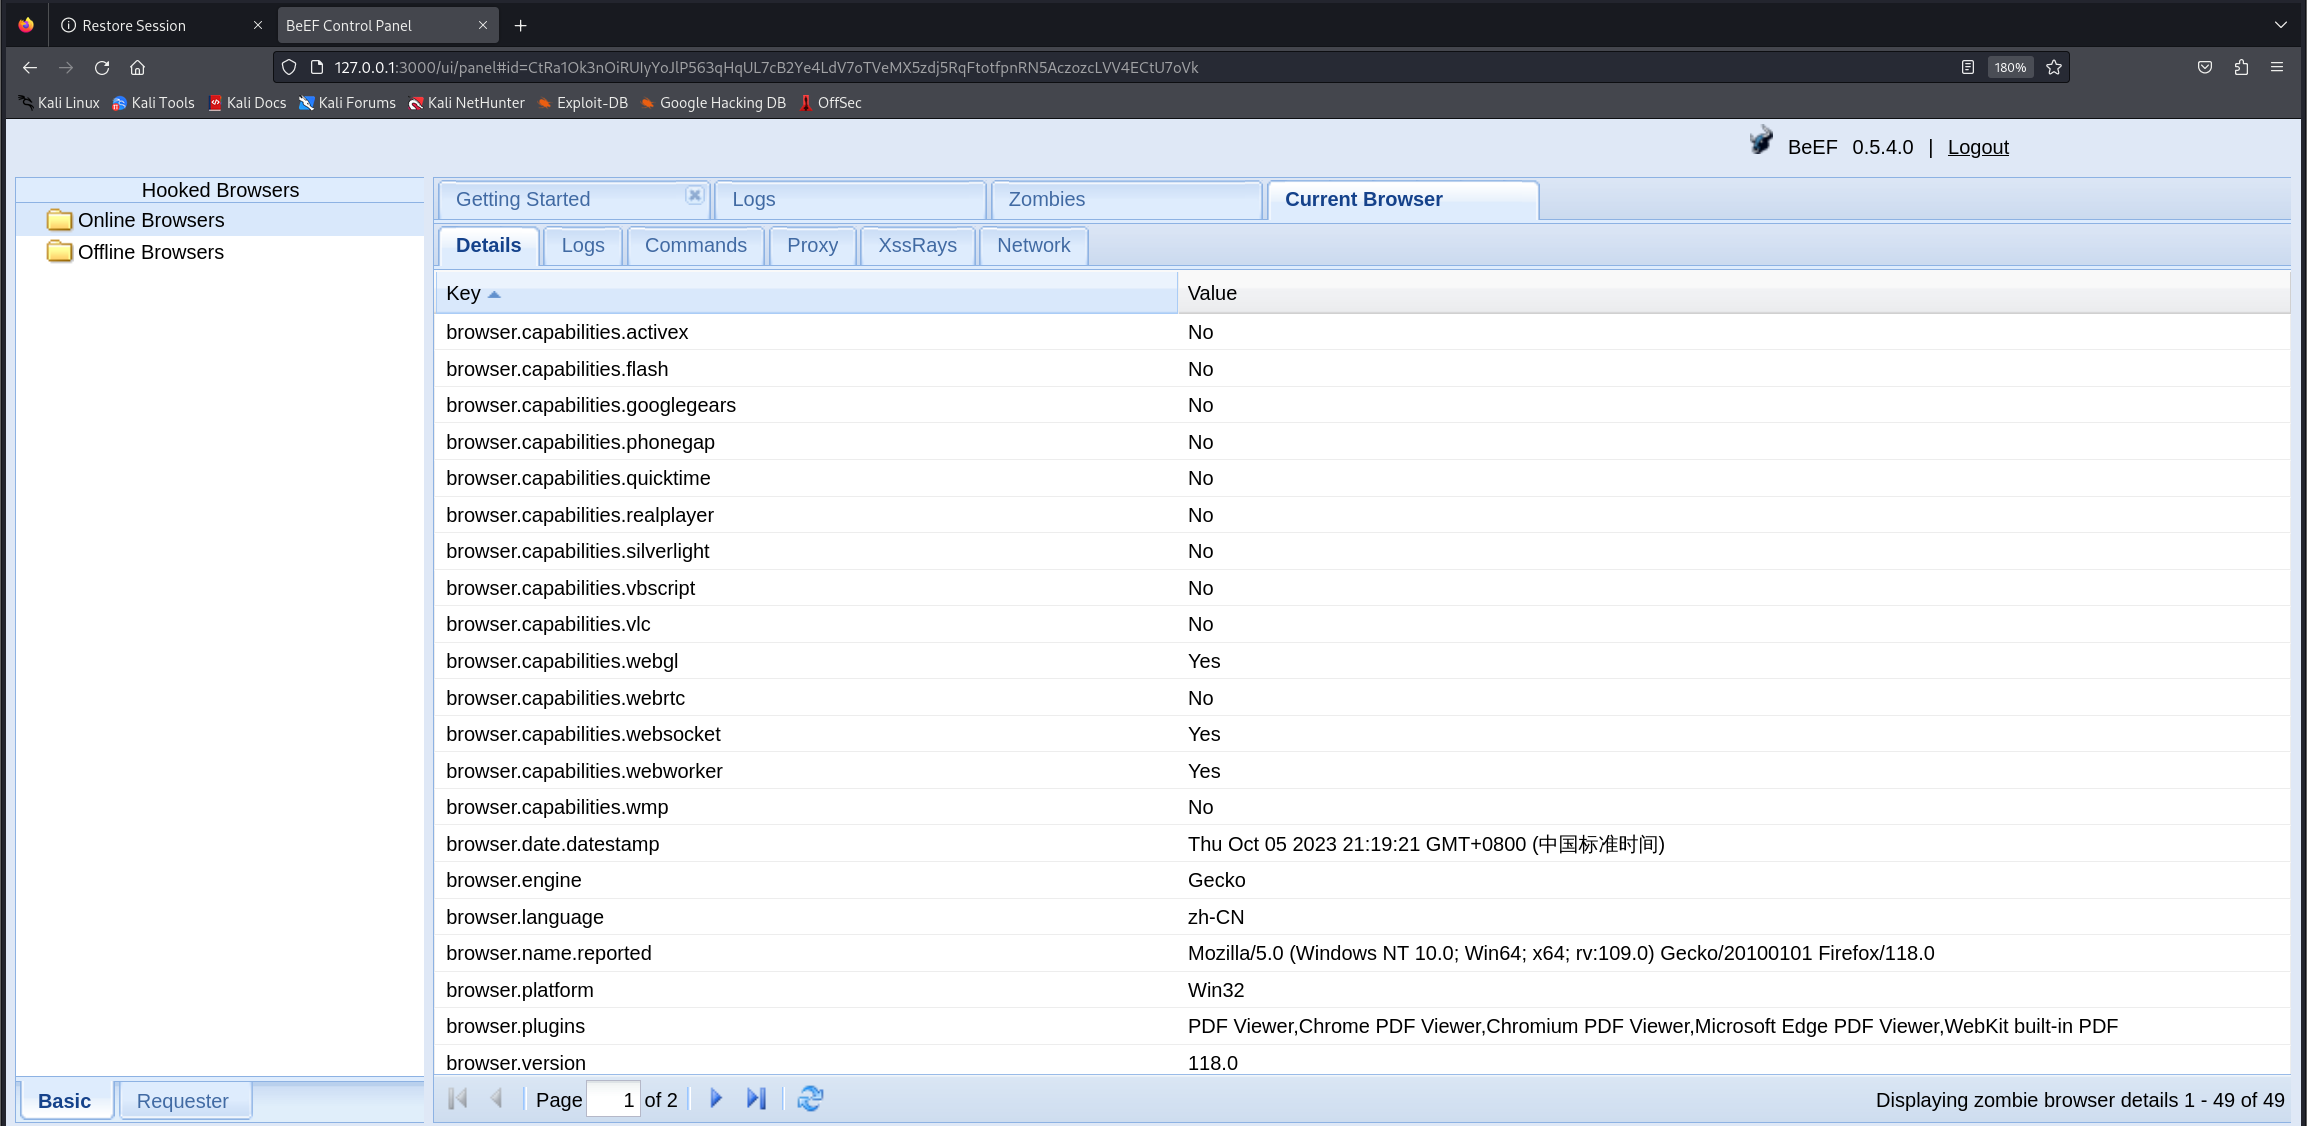 Restore Session
BeEF Control Panel
127.0.0.1:3000/ui/panel#id=CtRa1Ok3nOiRUIyYoJlP563qHqUL7cB2Ye4LdV7oTVeMX5zdj5RqFtotfpnRN5AczozcLVV4ECtU7oVk
180%
Kali Linux Kali Tools Kali Docs Kali Forums Kali NetHunter Exploit-DB Google Hacking DB OffSec
BeEF 0.5.4.0 | Logout
Hooked Browsers
Online Browsers
Offline Browsers
Basic Requester
Getting Started Logs Zombies Current Browser
Details Logs Commands Proxy XssRays Network
Key Value
browser.capabilities.activex No
browser.capabilities.flash No
browser.capabilities.googlegears No
browser.capabilities.phonegap No
browser.capabilities.quicktime No
browser.capabilities.realplayer No
browser.capabilities.silverlight No
browser.capabilities.vbscript No
browser.capabilities.vlc No
browser.capabilities.webgl Yes
browser.capabilities.webrtc No
browser.capabilities.websocket Yes
browser.capabilities.webworker Yes
browser.capabilities.wmp No
browser.date.datestamp Thu Oct 05 2023 21:19:21 GMT+0800 (中国标准时间)
browser.engine Gecko
browser.language zh-CN
browser.name.reported Mozilla/5.0 (Windows NT 10.0; Win64; x64; rv:109.0) Gecko/20100101 Firefox/118.0
browser.platform Win32
browser.plugins PDF Viewer,Chrome PDF Viewer,Chromium PDF Viewer,Microsoft Edge PDF Viewer,WebKit built-in PDF
browser.version 118.0
Page 1 of 2
Displaying zombie browser details 1 - 49 of 49